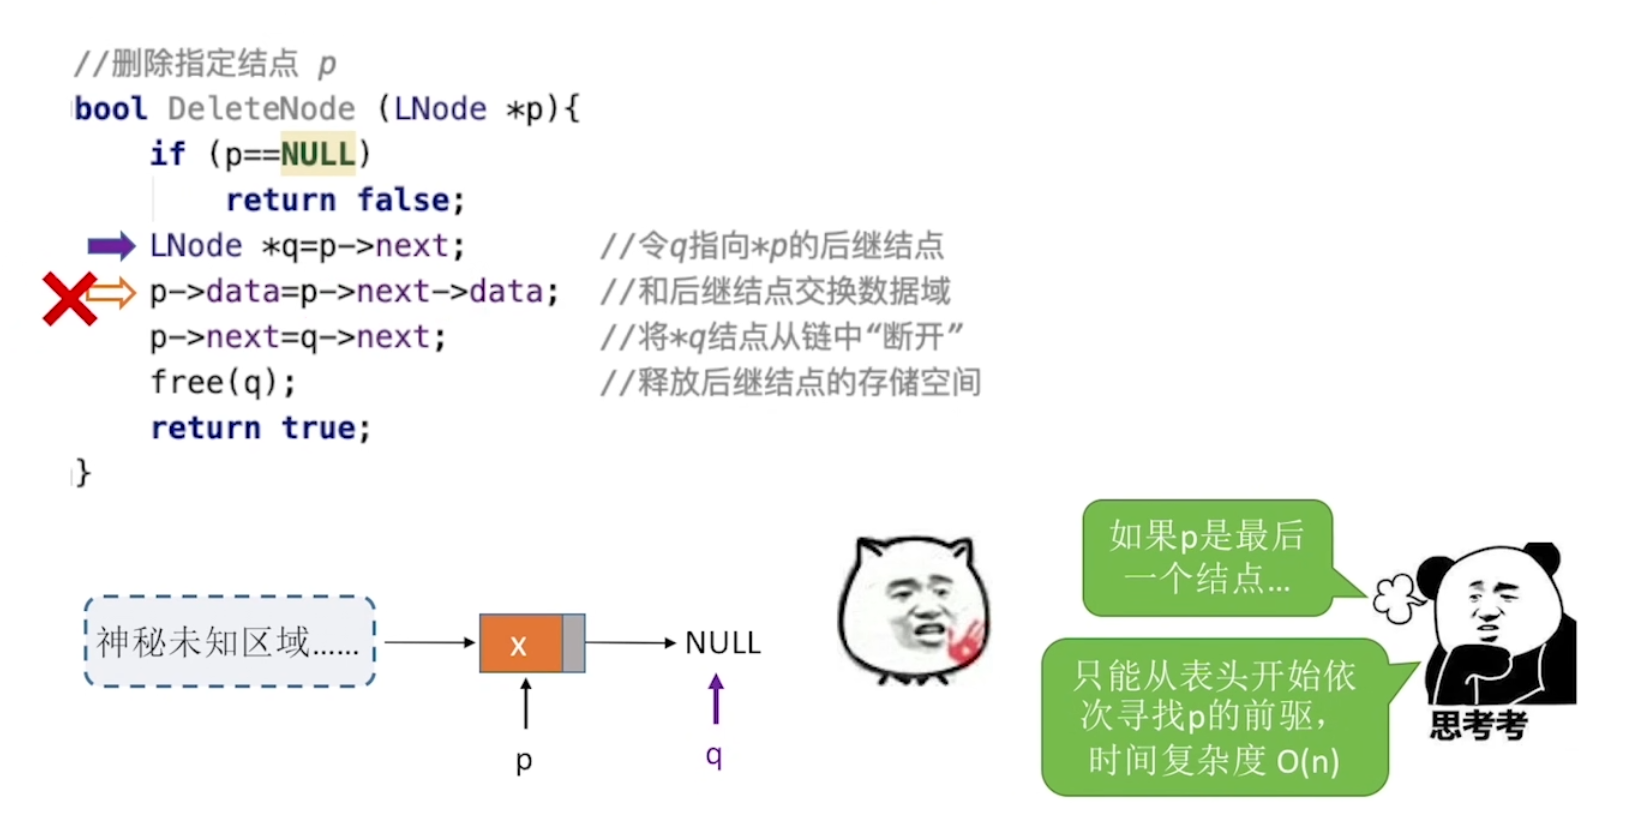 //删除指定结点 p
bool DeleteNode (LNode *p){
if (p==NULL)
return false;
LNode *q=p->next; //令q指向*p的后继结点
p->data=p->next->data; //和后继结点交换数据域
p->next=q->next; //将*q结点从链中“断开”
free(q); //释放后继结点的存储空间
return true;
}
如果p是最后
一个结点...
神秘未知区域......
x
NULL
p
q
只能从表头开始依
次寻找p的前驱，
时间复杂度 O(n)
思考考